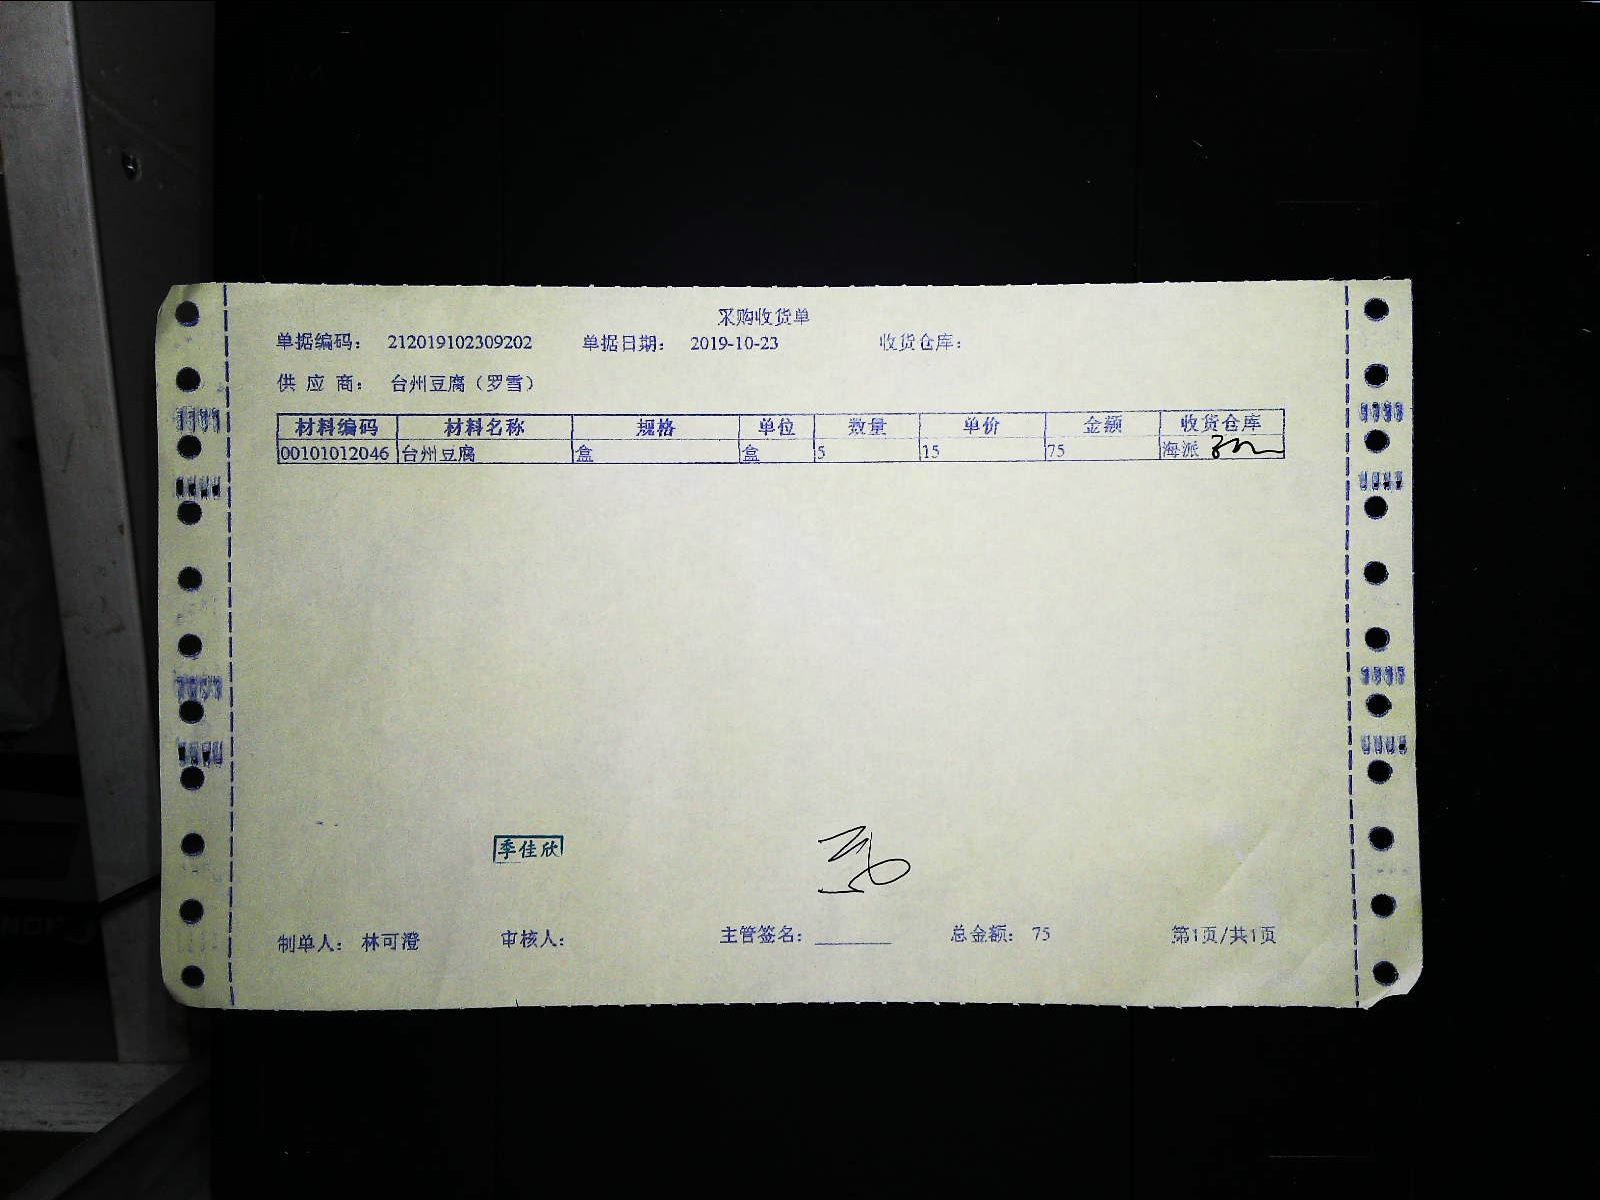 采购收货单
单据编码： 212019102309202 单据日期： 2019-10-23 收货仓库：
供 应 商： 台州豆腐（罗雪）
材料编码 材料名称 规格 单位 数量 单价 金额 收货仓库
00101012046 台州豆腐 盒 盒 5 15 75 海派
季佳欣
制单人： 林可澄 审核人： 主管签名： ________ 总金额： 75 第1页/共1页